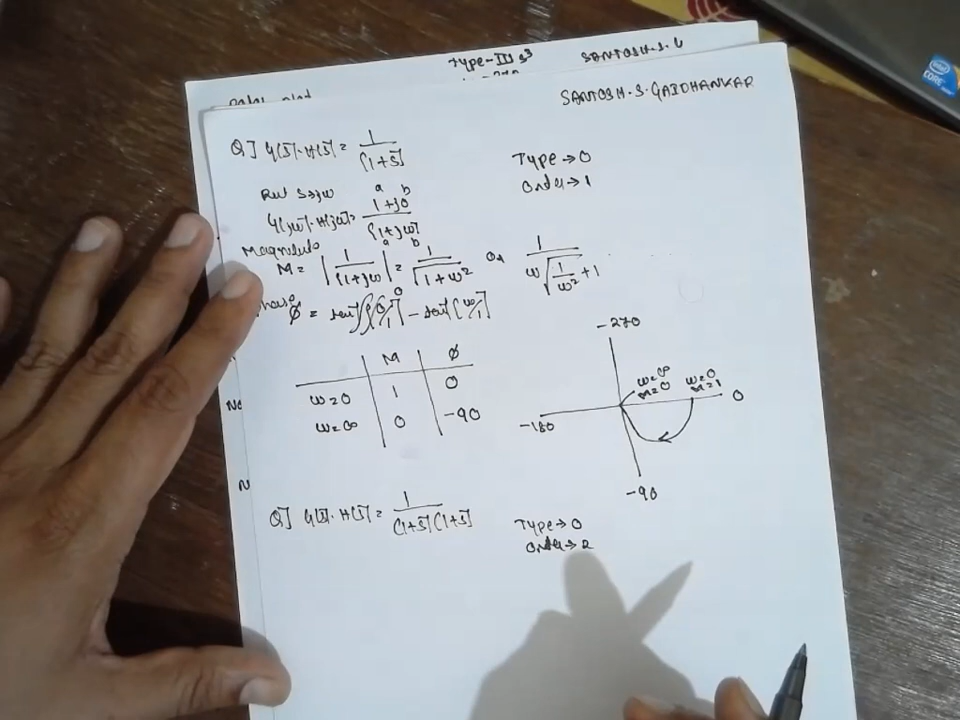 Type-III s³
SANTOSH.S.G
SANTOSH.S.GAIDHANKAR
Q] G(s).H(s) = 1/(1+s)
Type → 0
Order → 1
Put s=jω
G(jω).H(jω) = 1+j0/(1+jω)
a b
a b
Magnitude
M = |1/(1+jω)| = 1/√(1+ω²) Or 1/ω√(1/ω²+1)
Phase
ϕ = tan⁻¹[0/1] - tan⁻¹[ω/1]
0
M ϕ
ω=0 1 0
ω=∞ 0 -90
-270
ω=∞ M=0
ω=0 M=1
0
-180
-90
Q] G(s).H(s) = 1/(1+s)(1+s)
Type → 0
Order → 2
intel
CORE